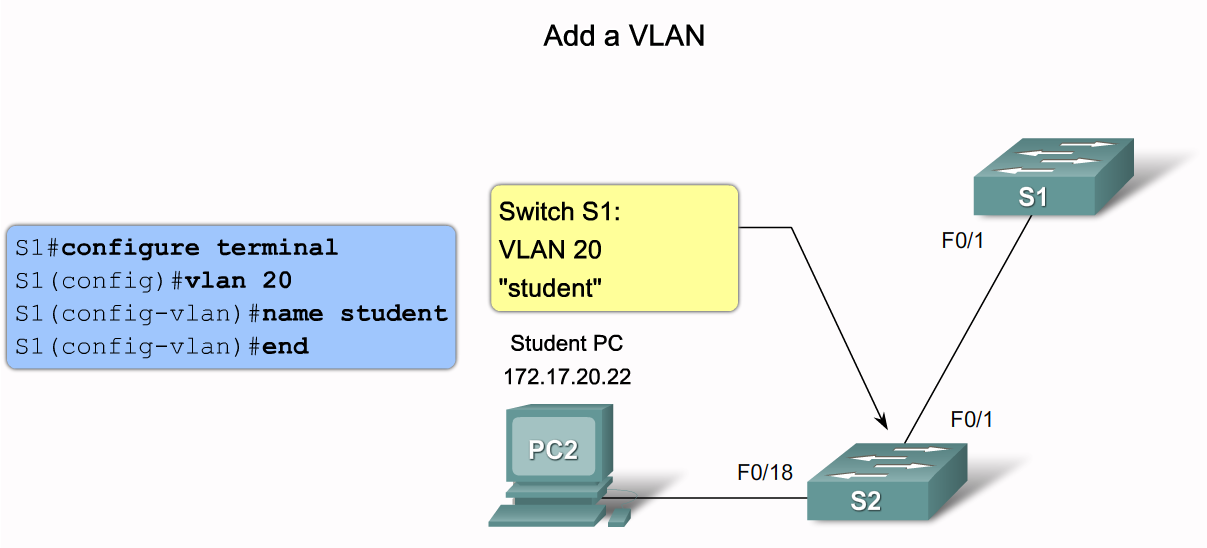 Add a VLAN
S1#configure terminal
S1(config)#vlan 20
S1(config-vlan)#name student
S1(config-vlan)#end
Switch S1:
VLAN 20
"student"
Student PC
172.17.20.22
PC2
S1
F0/1
F0/1
F0/18
S2